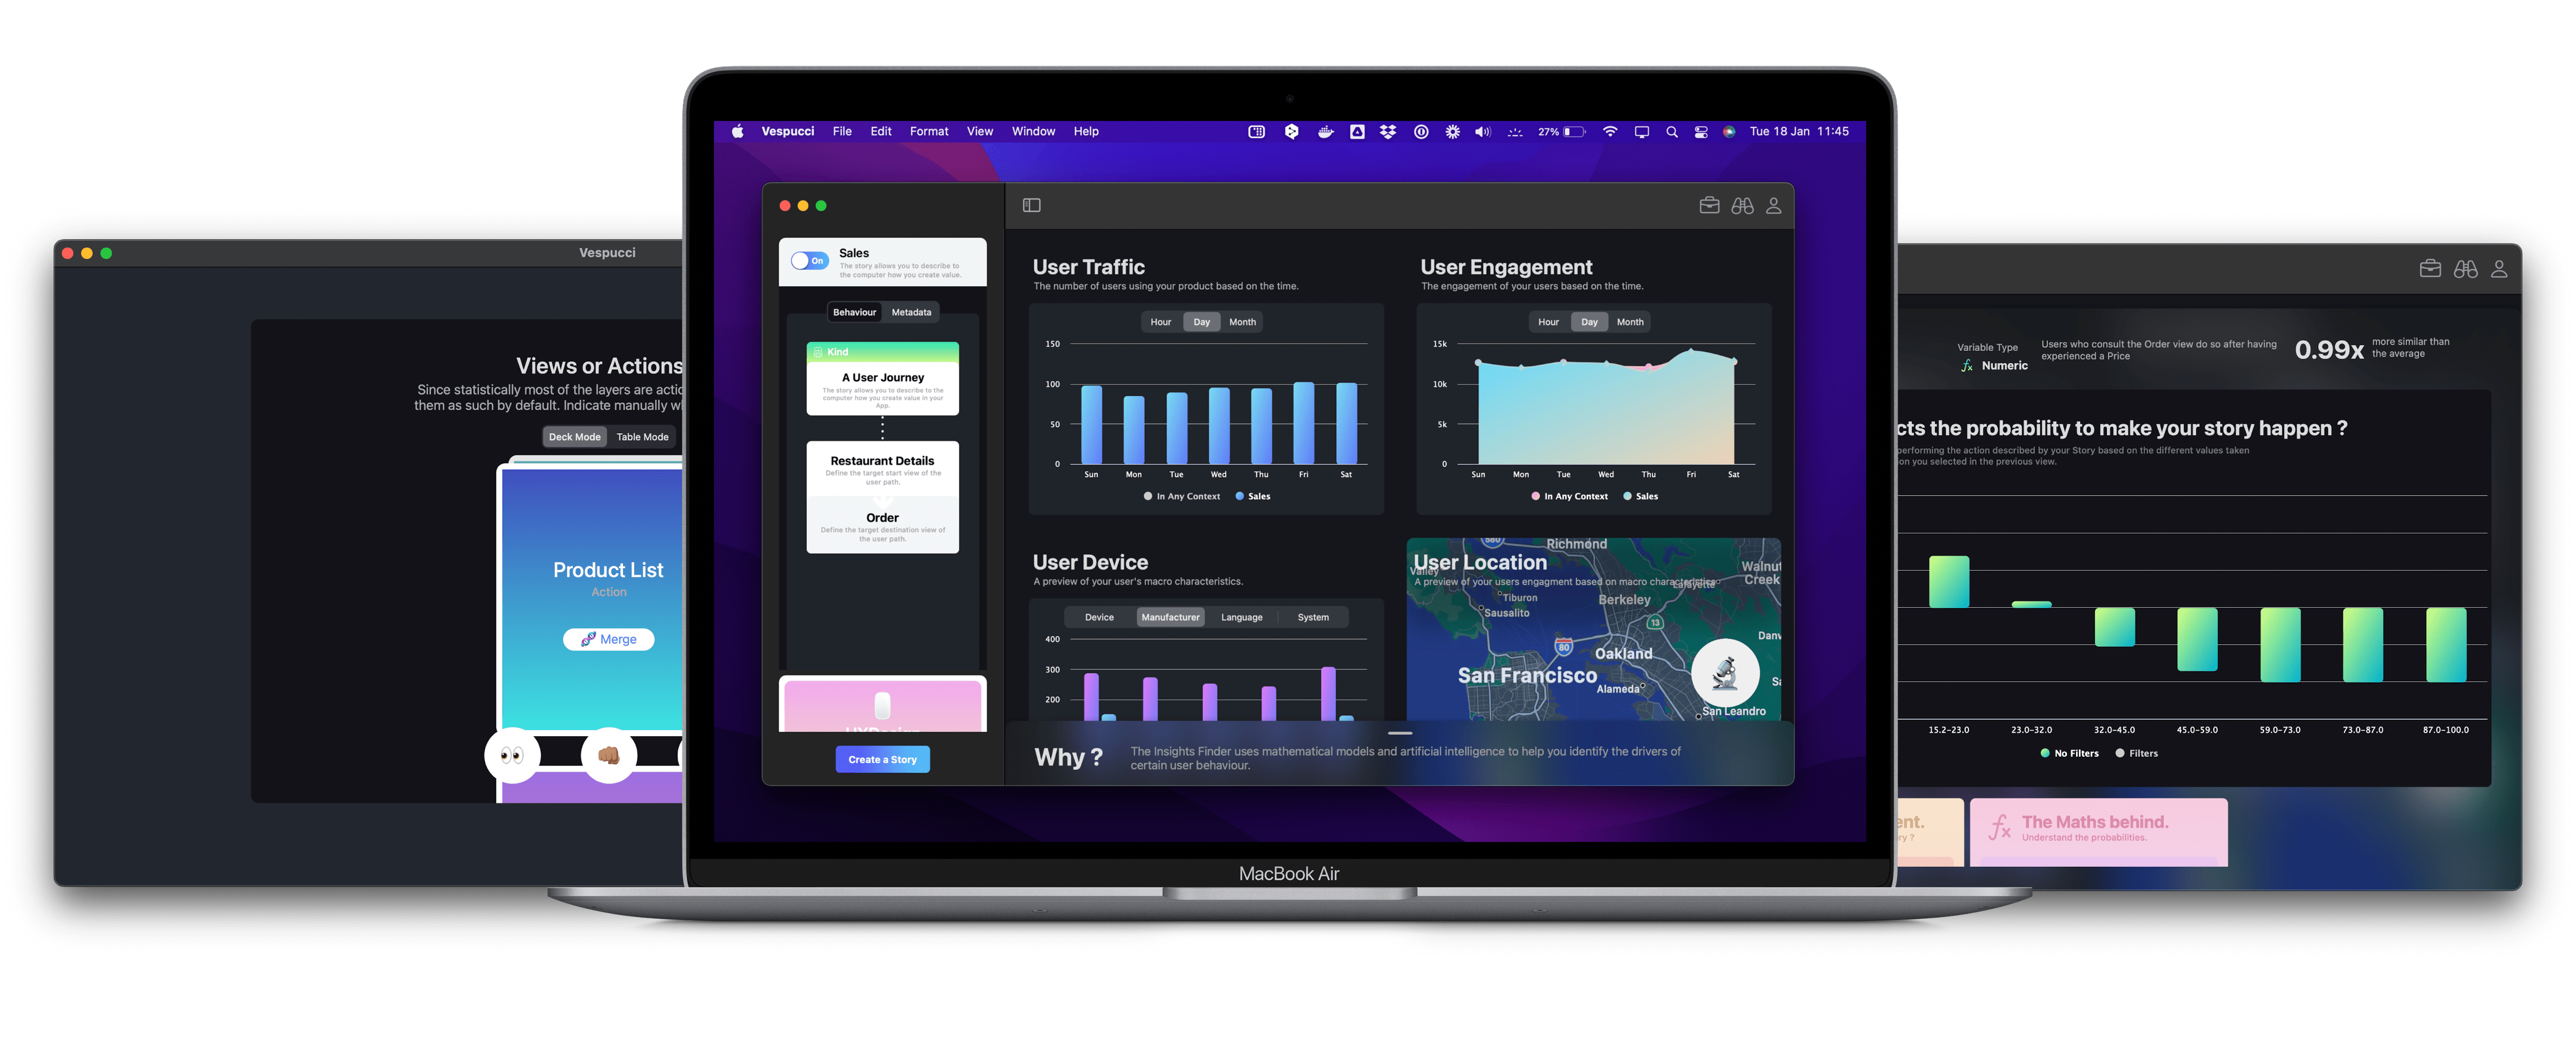 Vespucci File Edit Format View Window Help
27%
Tue 18 Jan 11:45
Vespucci
Views or Actions
Since statistically most of the layers are
them as such by default. Indicate manually
Deck Mode Table Mode
Product List
Action
Merge
On
Sales
The story allows you to describe to
the computer how you create value.
Behaviour Metadata
Kind
A User Journey
The story allows you to describe to the
computer how you create value in your
App.
Restaurant Details
Define the target start view of the
user path.
Order
Define the target destination view of
the user path.
Create a Story
User Traffic
The number of users using your product based on the time.
Hour Day Month
150
100
50
0
Sun Mon Tue Wed Thu Fri Sat
In Any Context Sales
User Engagement
The engagement of your users based on the time.
Hour Day Month
15k
10k
5k
0
Sun Mon Tue Wed Thu Fri Sat
In Any Context Sales
User Device
A preview of your user's macro characteristics.
Device Manufacturer Language System
400
300
200
User Location
A preview of your users engagment based on macro characteristics.
580
Richmond
Valley
Walnut
Creek
Lafayette
Tiburon
Berkeley
Sausalito
13
80
Oakland
San Francisco
Alameda
San Leandro
Why ?
The Insights Finder uses mathematical models and artificial intelligence to help you identify the drivers of
certain user behaviour.
MacBook Air
Variable Type
Numeric
Users who consult the Order view do so after having
experienced a Price
0.99x
more similar than
the average
cts the probability to make your story happen ?
performing the action described by your Story based on the different values taken
on you selected in the previous view.
15.2-23.0 23.0-32.0 32.0-45.0 45.0-59.0 59.0-73.0 73.0-87.0 87.0-100.0
No Filters Filters
ent.
ry ?
The Maths behind.
Understand the probabilities.